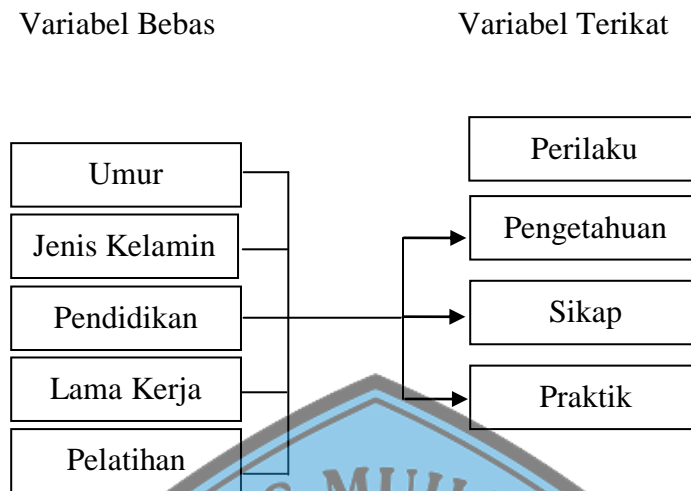 Variabel Bebas
Variabel Terikat
Umur
Jenis Kelamin
Pendidikan
Lama Kerja
Pelatihan
Perilaku
Pengetahuan
Sikap
Praktik